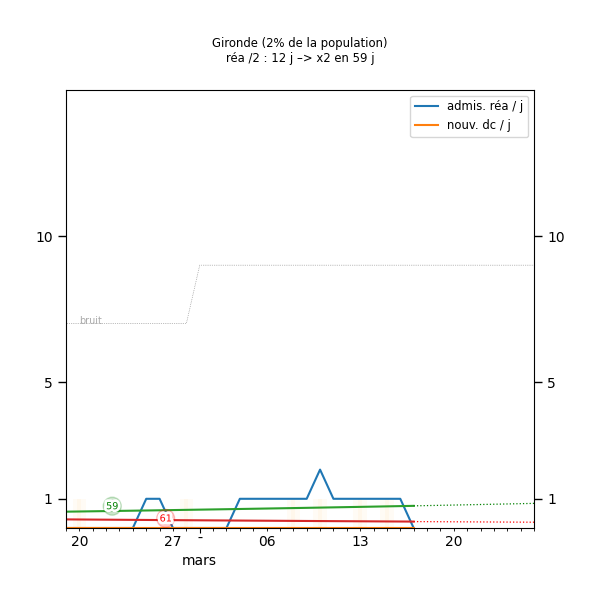 Gironde (2% de la population)
réa /2 : 12 j –> x2 en 59 j
admis. réa / j
nouv. dc / j
10
10
bruit
5
5
1
59
61
1
20
27
-
06
13
20
mars